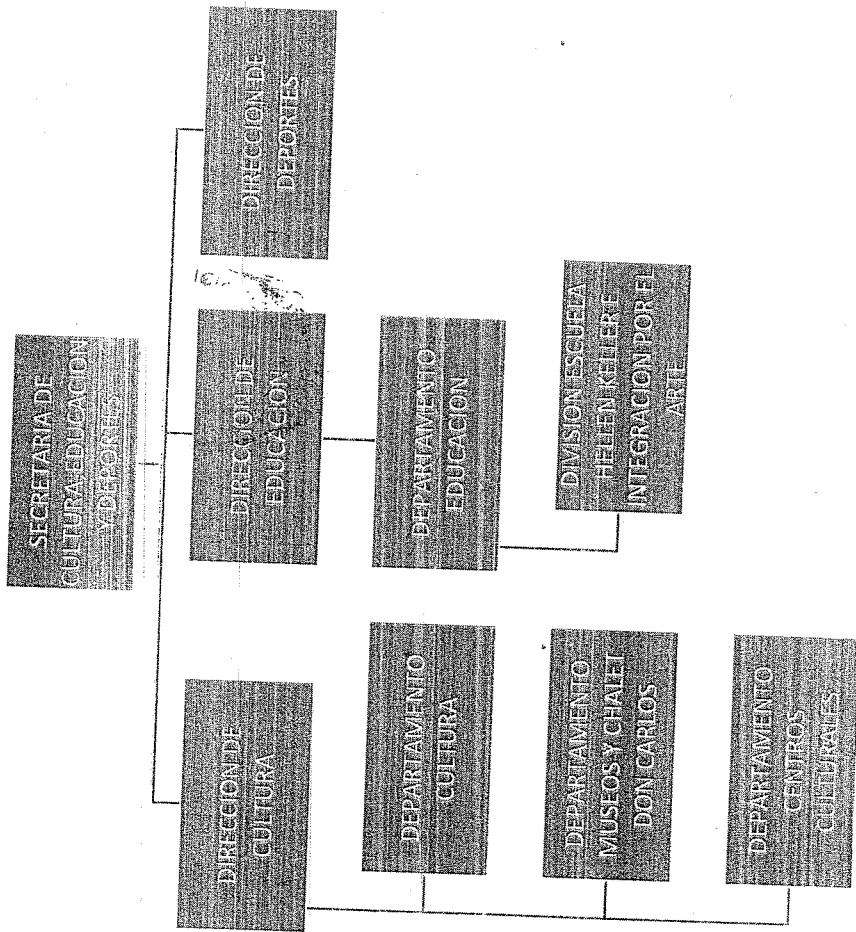 SECRETARIA DE
CULTURA EDUCACION
Y DEPORTES
DIRECCION DE
CULTURA
DIRECCION DE
EDUCACION
DIRECCION DE
DEPORTES
DEPARTAMENTO
CULTURA
DEPARTAMENTO
EDUCACION
DEPARTAMENTO
MUSEOS Y CHALET
DON CARLOS
DIVISION ESCUELA
HELLEN KELLER E
INTEGRACION POR EL
ARTE
DEPARTAMENTO
CENTROS
CULTURALES